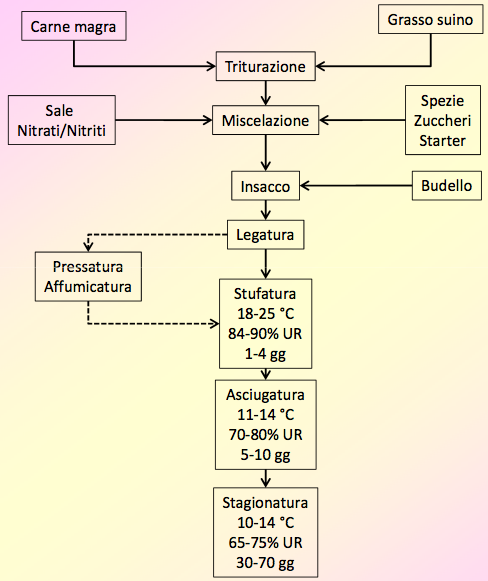 Carne magra
Grasso suino
Triturazione
Sale
Nitrati/Nitriti
Miscelazione
Spezie
Zuccheri
Starter
Insacco
Budello
Legatura
Pressatura
Affumicatura
Stufatura
18-25 °C
84-90% UR
1-4 gg
Asciugatura
11-14 °C
70-80% UR
5-10 gg
Stagionatura
10-14 °C
65-75% UR
30-70 gg